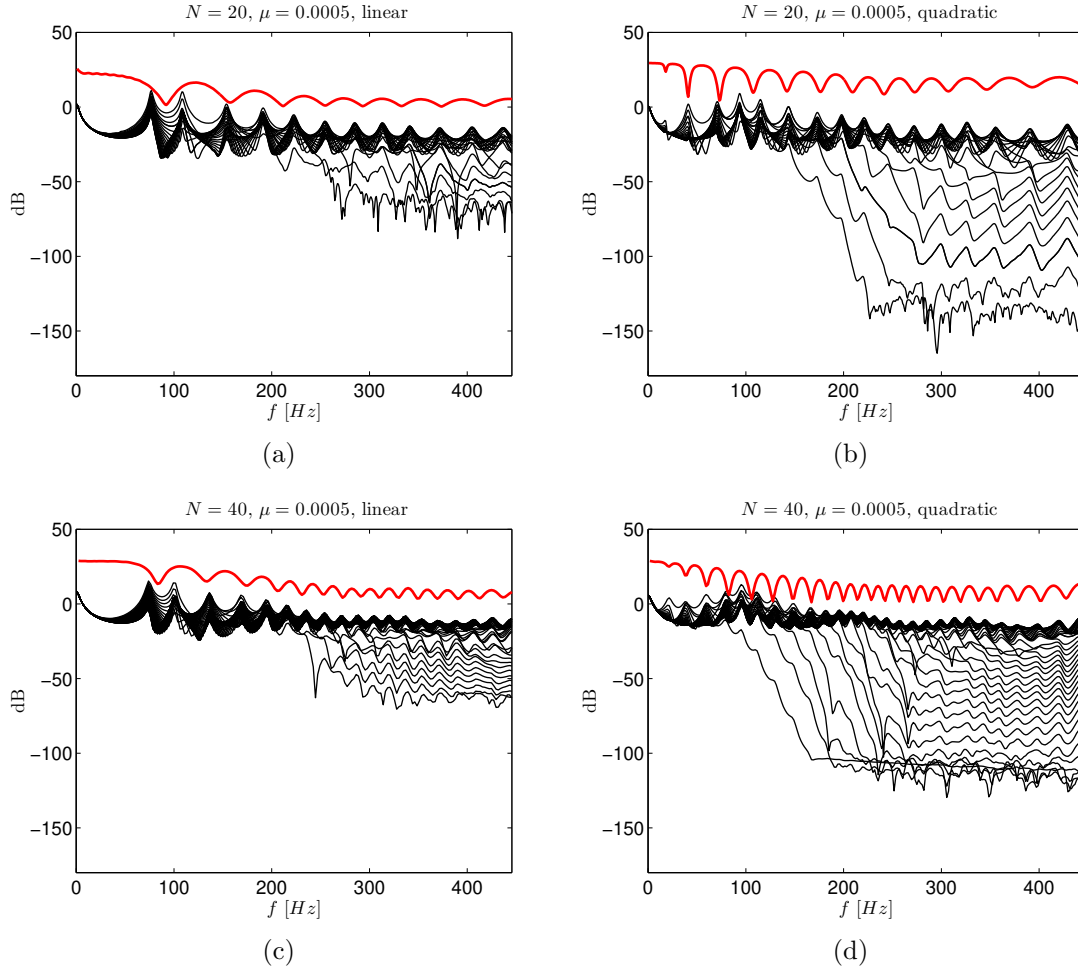 N = 20, μ = 0.0005, linear
50
0
−50
−100
−150
dB
0 100 200 300 400
f [Hz]
(a)
N = 20, μ = 0.0005, quadratic
50
0
−50
−100
−150
dB
0 100 200 300 400
f [Hz]
(b)
N = 40, μ = 0.0005, linear
50
0
−50
−100
−150
dB
0 100 200 300 400
f [Hz]
(c)
N = 40, μ = 0.0005, quadratic
50
0
−50
−100
−150
dB
0 100 200 300 400
f [Hz]
(d)